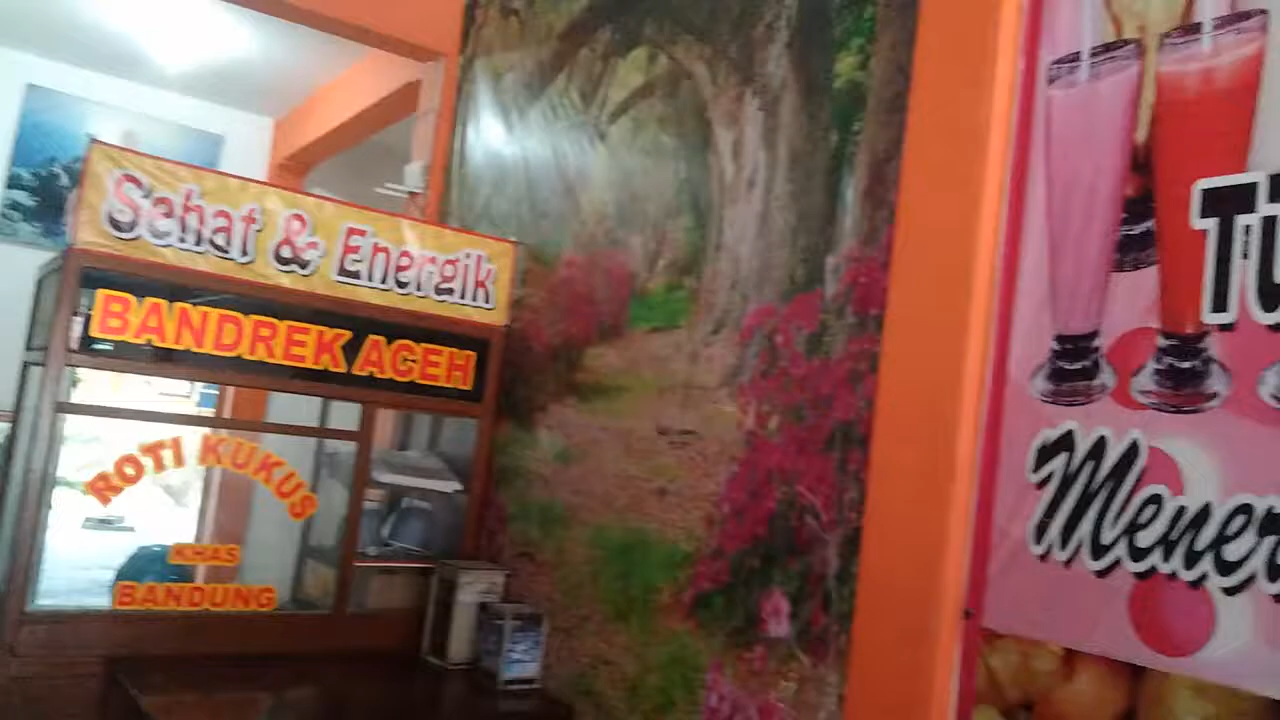 Sehat & Energik
BANDREK ACEH
ROTI KUKUS
KHAS
BANDUNG